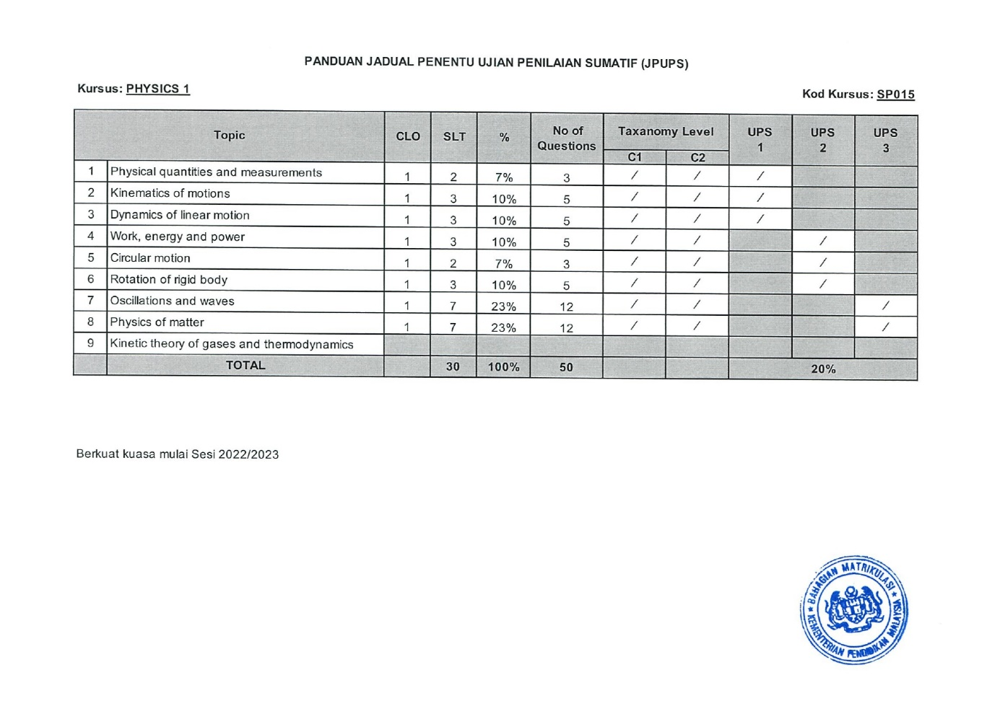 PANDUAN JADUAL PENENTU UJIAN PENILAIAN SUMATIF (JPUPS)
Kursus: PHYSICS 1
Kod Kursus: SP015
Topic CLO SLT % No of Questions Taxanomy Level UPS 1 UPS 2 UPS 3
C1 C2
1 Physical quantities and measurements 1 2 7% 3 / / /
2 Kinematics of motions 1 3 10% 5 / / /
3 Dynamics of linear motion 1 3 10% 5 / / /
4 Work, energy and power 1 3 10% 5 / / /
5 Circular motion 1 2 7% 3 / / /
6 Rotation of rigid body 1 3 10% 5 / / /
7 Oscillations and waves 1 7 23% 12 / / /
8 Physics of matter 1 7 23% 12 / / /
9 Kinetic theory of gases and thermodynamics
TOTAL 30 100% 50 20%
Berkuat kuasa mulai Sesi 2022/2023
★ BAHAGIAN MATRIKULASI ★
KEMENTERIAN PENDIDIKAN MALAYSIA